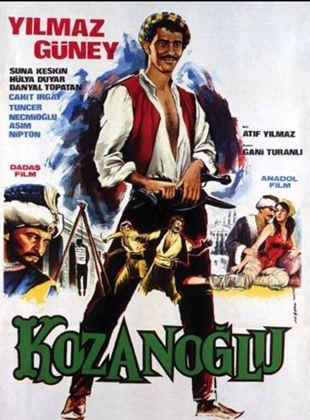 YILMAZ
GÜNEY
SUNA KESKİN
HÜLYA DUYAR
DANYAL TOPATAN
CAHİT IRGAT
TUNCER
NECMİOĞLU
ASIM
NİPTON
ATIF YILMAZ
GANİ TURANLI
DADAŞ
FİLM
ANADOL
FİLM
KOZANOĞLU